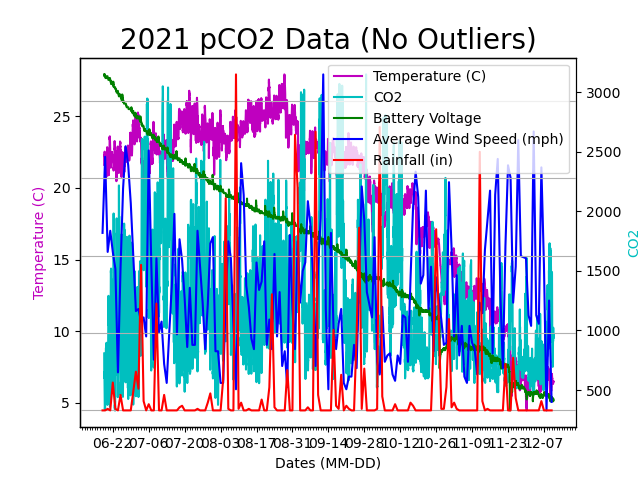 2021 pCO2 Data (No Outliers)
Temperature (C)
CO2
Battery Voltage
Average Wind Speed (mph)
Rainfall (in)
25
20
15
10
5
Temperature (C)
3000
2500
2000
1500
1000
500
CO2
06-22 07-06 07-20 08-03 08-17 08-31 09-14 09-28 10-12 10-26 11-09 11-23 12-07
Dates (MM-DD)